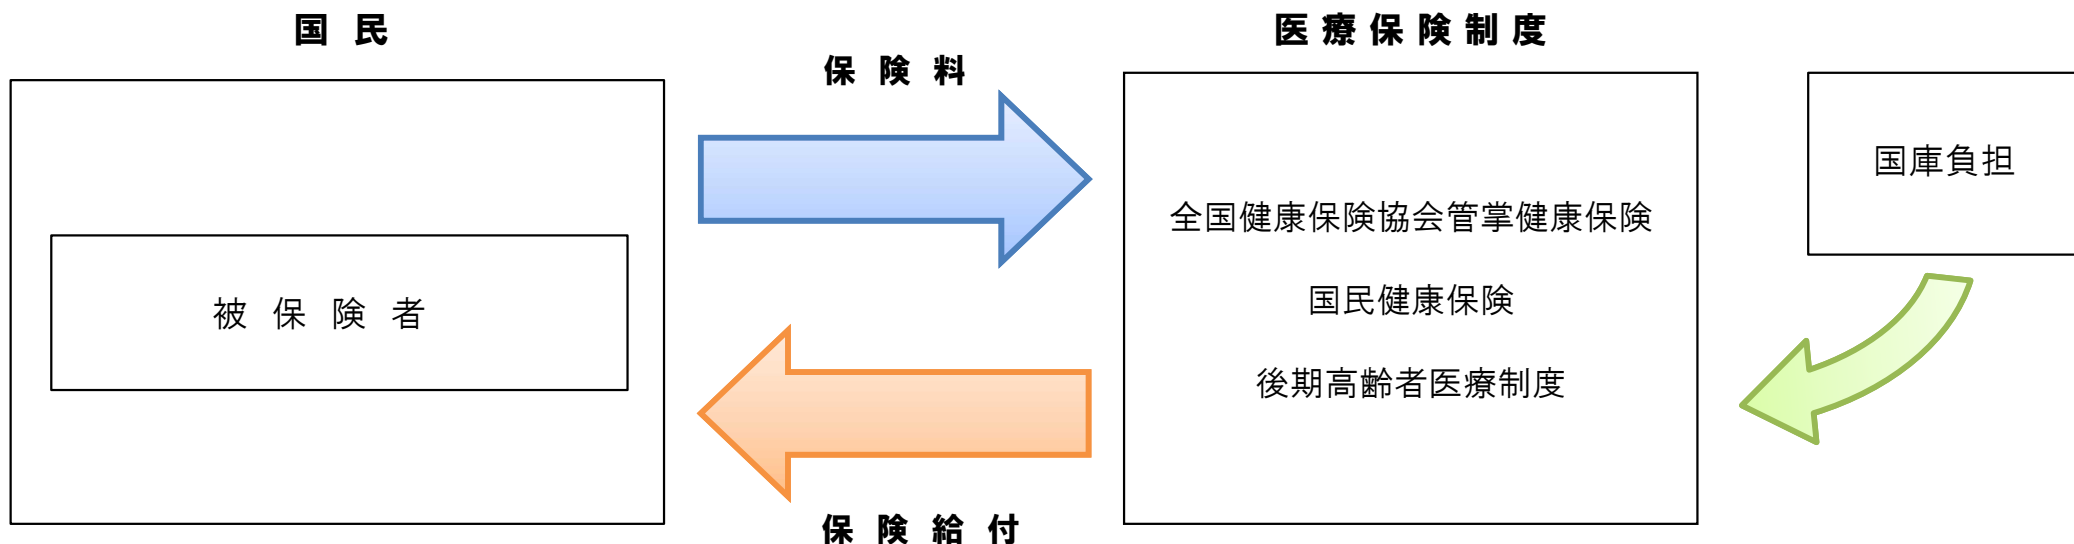 国民
被保険者
保険料
保険給付
医療保険制度
全国健康保険協会管掌健康保険
国民健康保険
後期高齢者医療制度
国庫負担